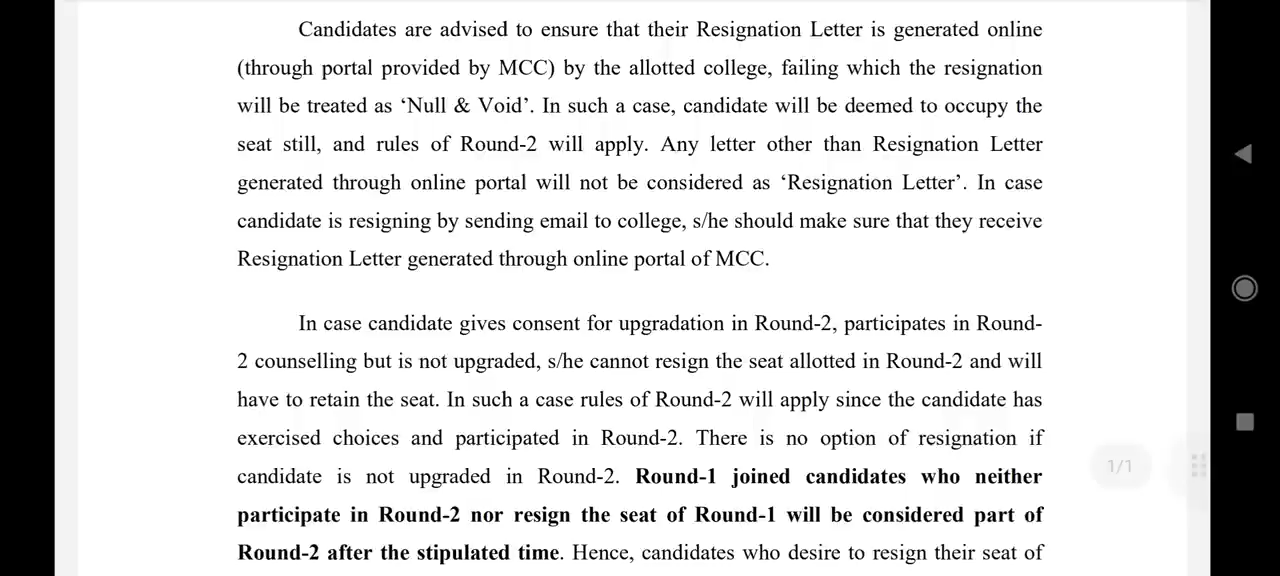 Candidates are advised to ensure that their Resignation Letter is generated online
(through portal provided by MCC) by the allotted college, failing which the resignation
will be treated as ‘Null & Void’. In such a case, candidate will be deemed to occupy the
seat still, and rules of Round-2 will apply. Any letter other than Resignation Letter
generated through online portal will not be considered as ‘Resignation Letter’. In case
candidate is resigning by sending email to college, s/he should make sure that they receive
Resignation Letter generated through online portal of MCC.
In case candidate gives consent for upgradation in Round-2, participates in Round-
2 counselling but is not upgraded, s/he cannot resign the seat allotted in Round-2 and will
have to retain the seat. In such a case rules of Round-2 will apply since the candidate has
exercised choices and participated in Round-2. There is no option of resignation if
candidate is not upgraded in Round-2. Round-1 joined candidates who neither
participate in Round-2 nor resign the seat of Round-1 will be considered part of
Round-2 after the stipulated time. Hence, candidates who desire to resign their seat of
1/1